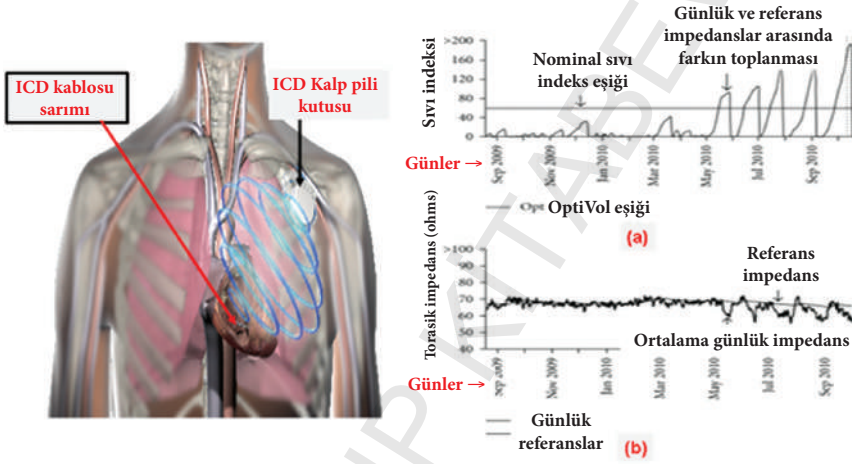 ICD kablosu
sarımı
ICD Kalp pili
kutusu
Sıvı indeksi
>200
160
120
80
40
0
Nominal sıvı
indeks eşiği
Günlük ve referans
impedanslar arasında
farkın toplanması
Günler →
Sep 2009
Nov 2009
Jan 2010
Mar 2010
May 2010
Jul 2010
Sep 2010
Opt OptiVol eşiği
(a)
Torasik impedans (ohms)
>100
90
80
70
60
50
40
Referans
impedans
Ortalama günlük impedans
Günler →
Sep 2009
Nov 2009
Jan 2010
Mar 2010
May 2010
Jul 2010
Sep 2010
Günlük
referanslar
(b)